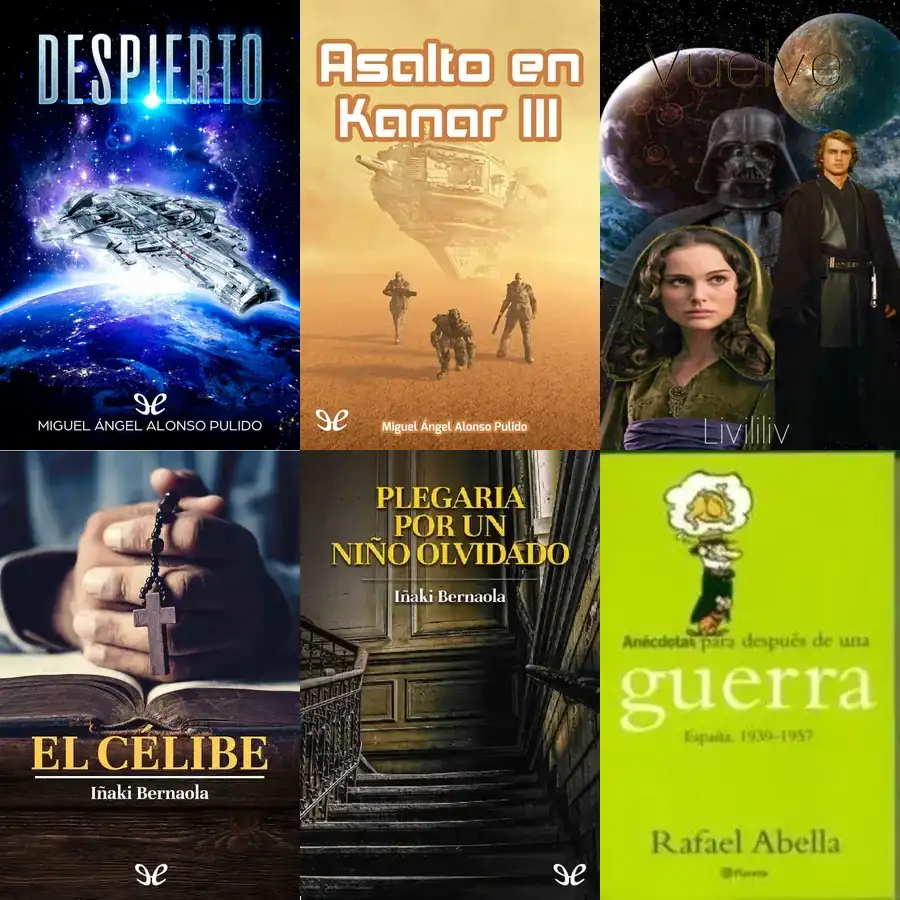 DESPIERTO
MIGUEL ÁNGEL ALONSO PULIDO
Asalto en
Kanar III
Miguel Ángel Alonso Pulido
Vuelve
Livililiv
EL CÉLIBE
Iñaki Bernaola
PLEGARIA
POR UN
NIÑO OLVIDADO
Iñaki Bernaola
Anécdotas para después de una
guerra
España, 1939-1957
Rafael Abella
Planeta